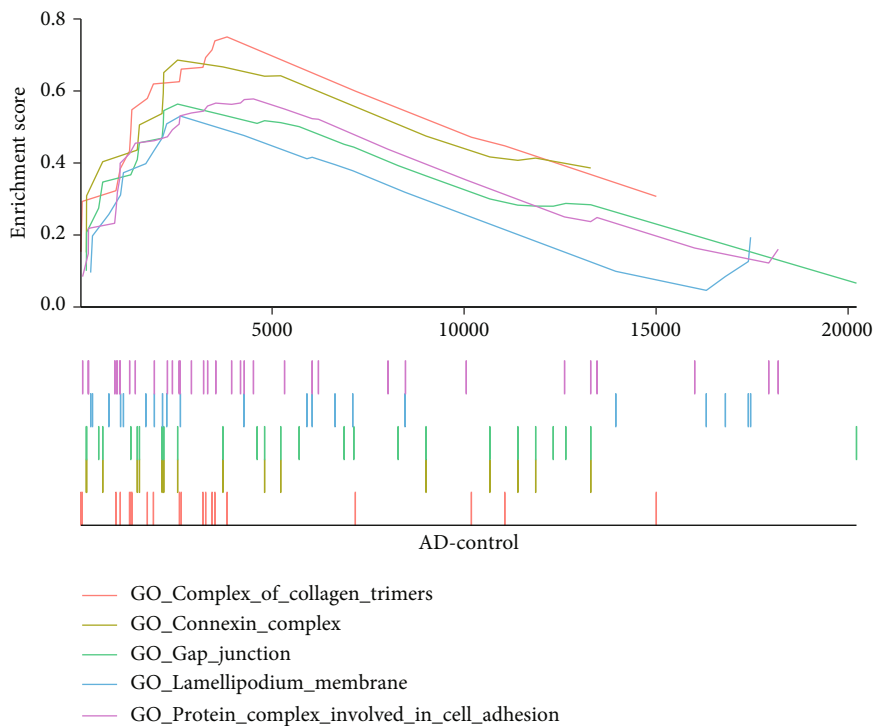 0.8
0.6
0.4
0.2
0.0
Enrichment score
5000 10000 15000 20000
AD-control
GO_Complex_of_collagen_trimers
GO_Connexin_complex
GO_Gap_junction
GO_Lamellipodium_membrane
GO_Protein_complex_involved_in_cell_adhesion